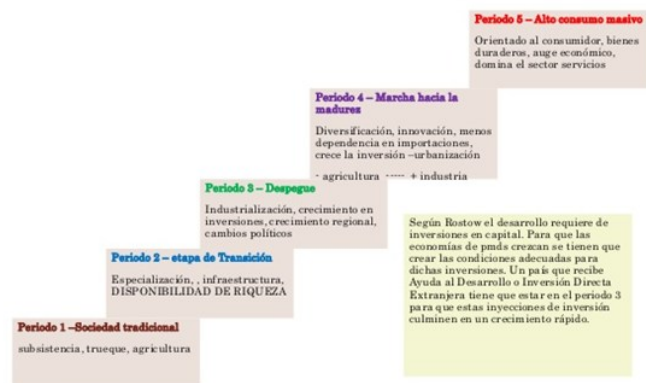 Periodo 5 – Alto consumo masivo
Orientado al consumidor, bienes
duraderos, auge económico,
domina el sector servicios
Periodo 4 – Marcha hacia la
madurez
Diversificación, innovación, menos
dependencia en importaciones,
crece la inversión –urbanización
- agricultura ----- + industria
Periodo 3 – Despegue
Industrialización, crecimiento en
inversiones, crecimiento regional,
cambios políticos
Periodo 2 – etapa de Transición
Especialización, , infraestructura,
DISPONIBILIDAD DE RIQUEZA
Periodo 1 –Sociedad tradicional
subsistencia, trueque, agricultura
Según Rostow el desarrollo requiere de
inversiones en capital. Para que las
economías de pmds crezcan se tienen que
crear las condiciones adecuadas para
dichas inversiones. Un país que recibe
Ayuda al Desarrollo o Inversión Directa
Extranjera tiene que estar en el periodo 3
para que estas inyecciones de inversión
culminen en un crecimiento rápido.